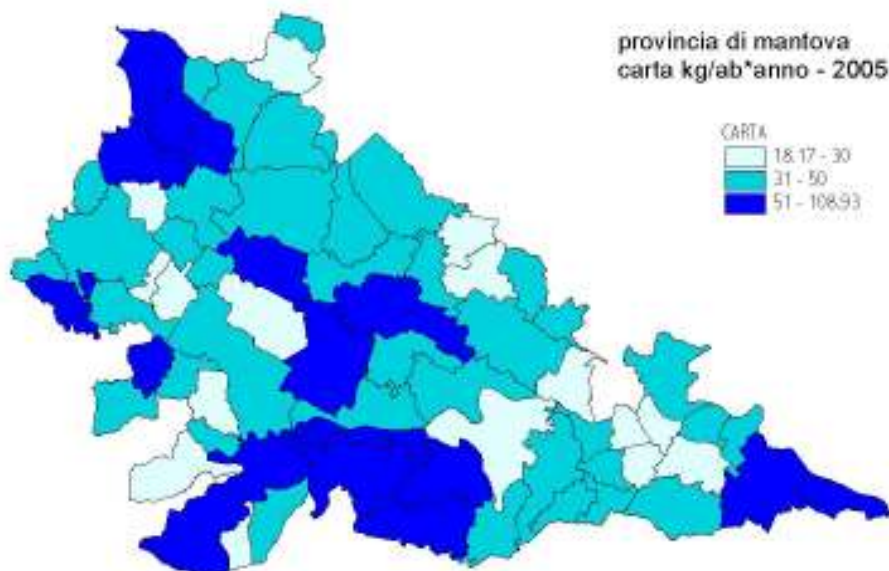 provincia di mantova
carta kg/ab*anno - 2005
CARTA
18.17 - 30
31 - 50
51 - 108.93